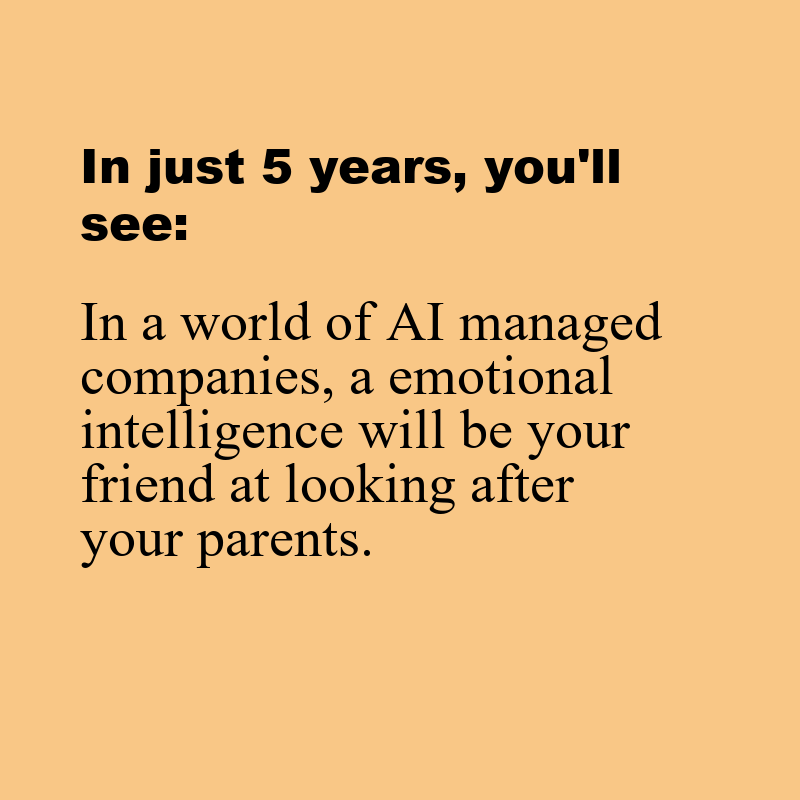 In just 5 years, you'll
see:
In a world of AI managed
companies, a emotional
intelligence will be your
friend at looking after
your parents.